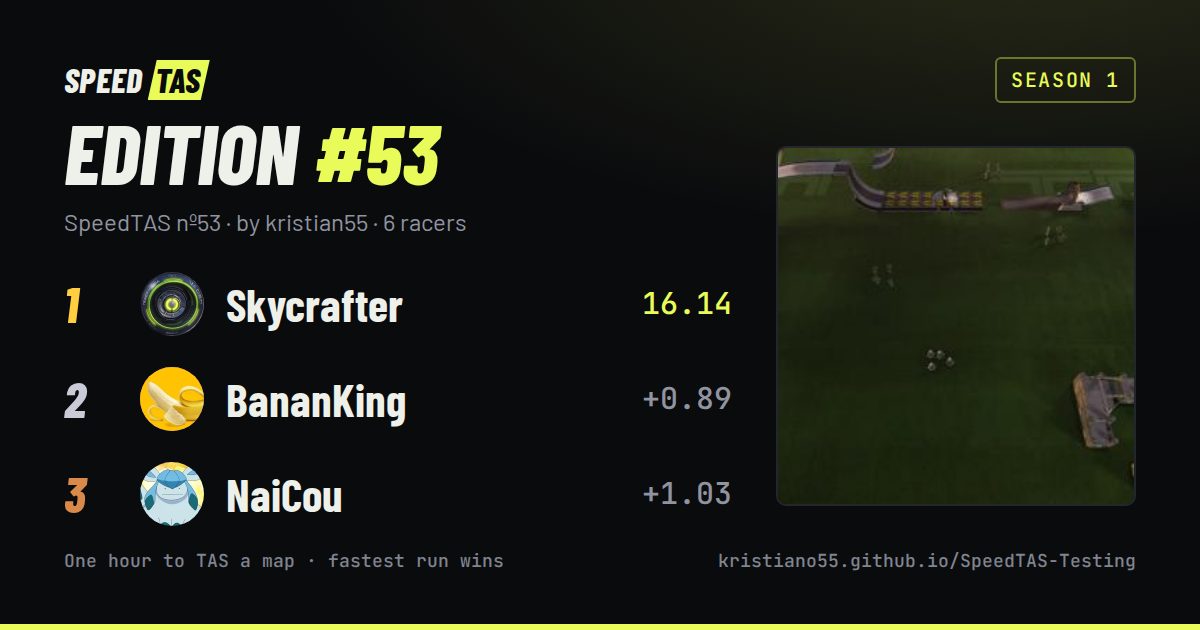 SPEED TAS
SEASON 1
EDITION #53
SpeedTAS nº53 · by kristian55 · 6 racers
1 Skycrafter 16.14
2 BananKing +0.89
3 NaiCou +1.03
One hour to TAS a map · fastest run wins
kristiano55.github.io/SpeedTAS-Testing